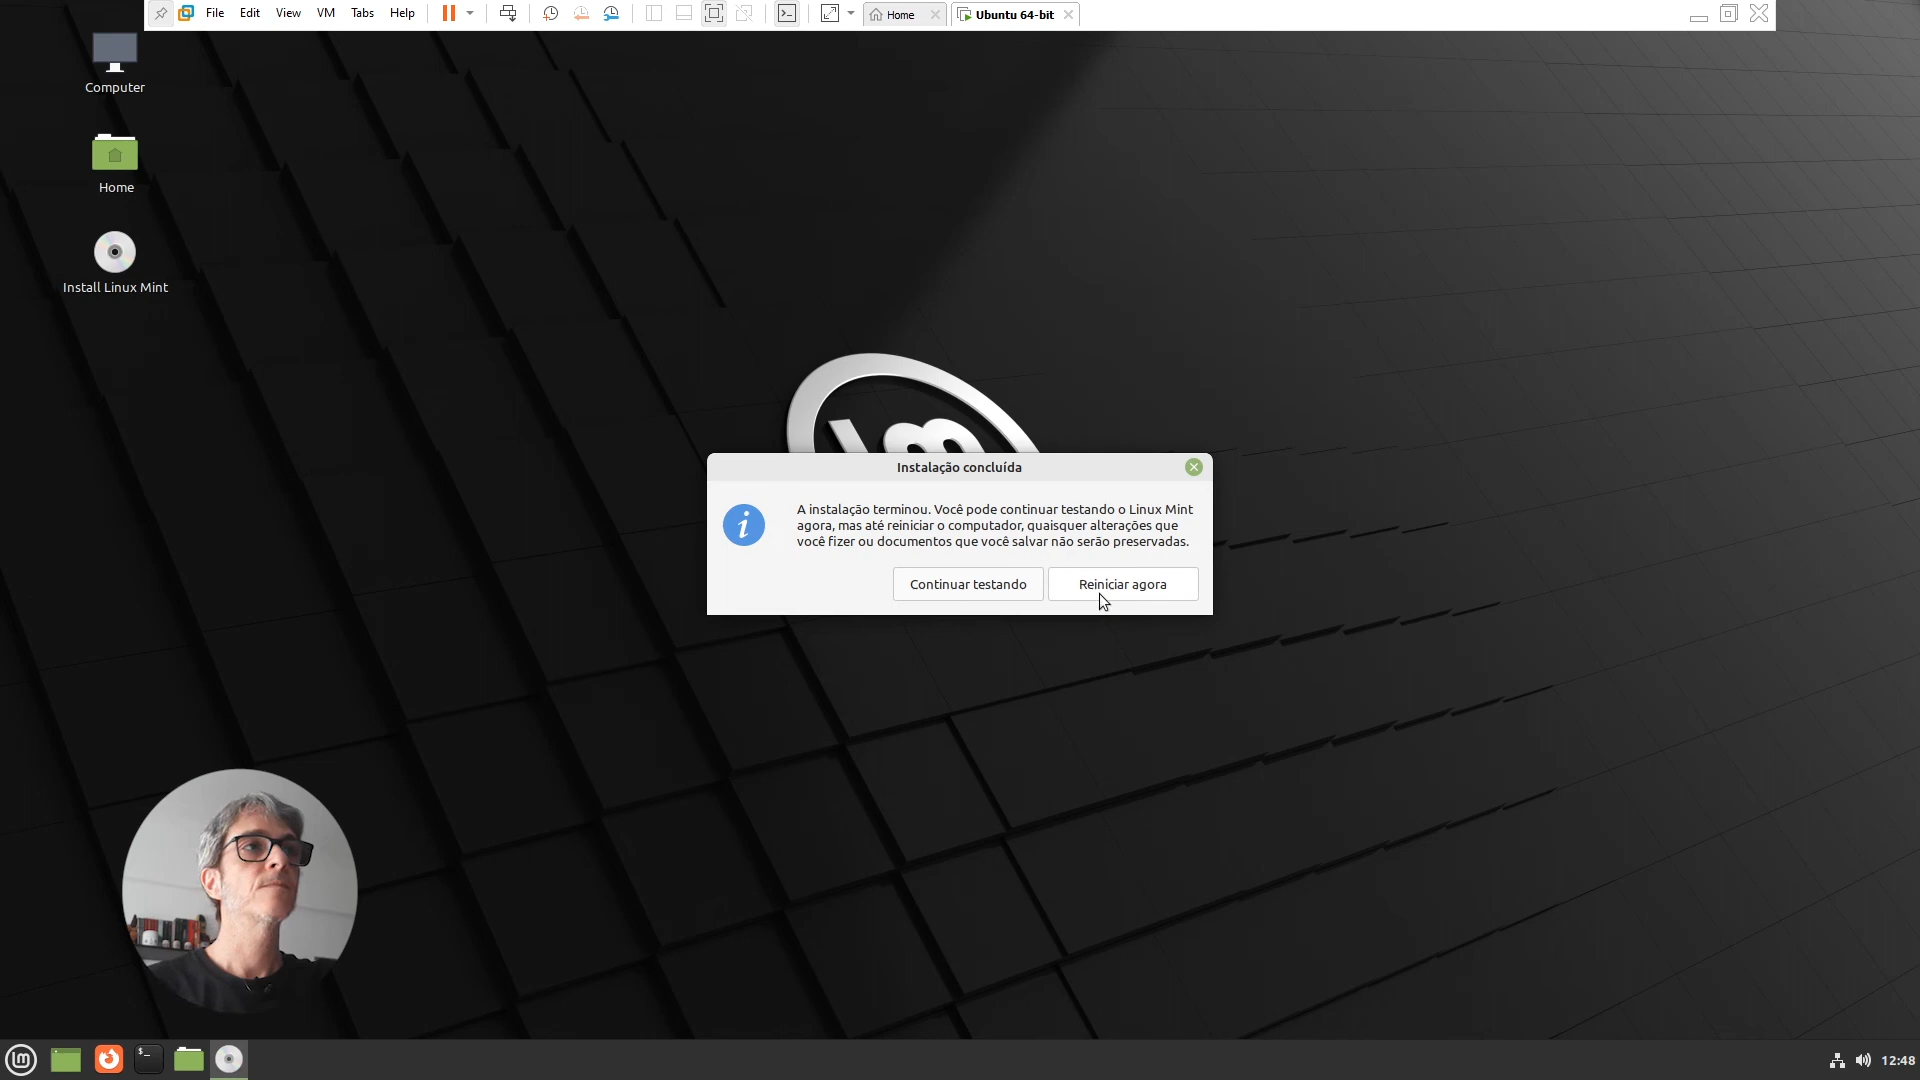 File Edit View VM Tabs Help Home Ubuntu 64-bit
Computer
Home
Install Linux Mint
Instalação concluída
A instalação terminou. Você pode continuar testando o Linux Mint
agora, mas até reiniciar o computador, quaisquer alterações que
você fizer ou documentos que você salvar não serão preservadas.
Continuar testando Reiniciar agora
12:48